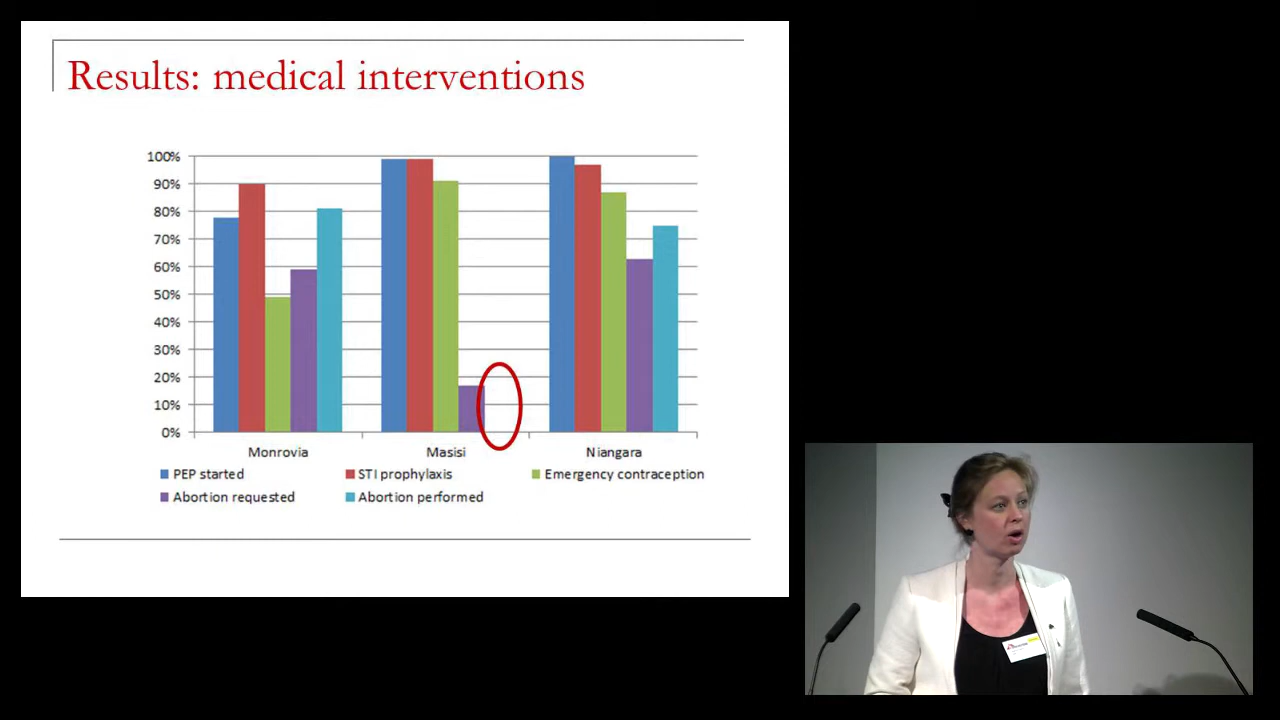 Results: medical interventions
100%
90%
80%
70%
60%
50%
40%
30%
20%
10%
0%
Monrovia Masisi Niangara
PEP started STI prophylaxis Emergency contraception
Abortion requested Abortion performed